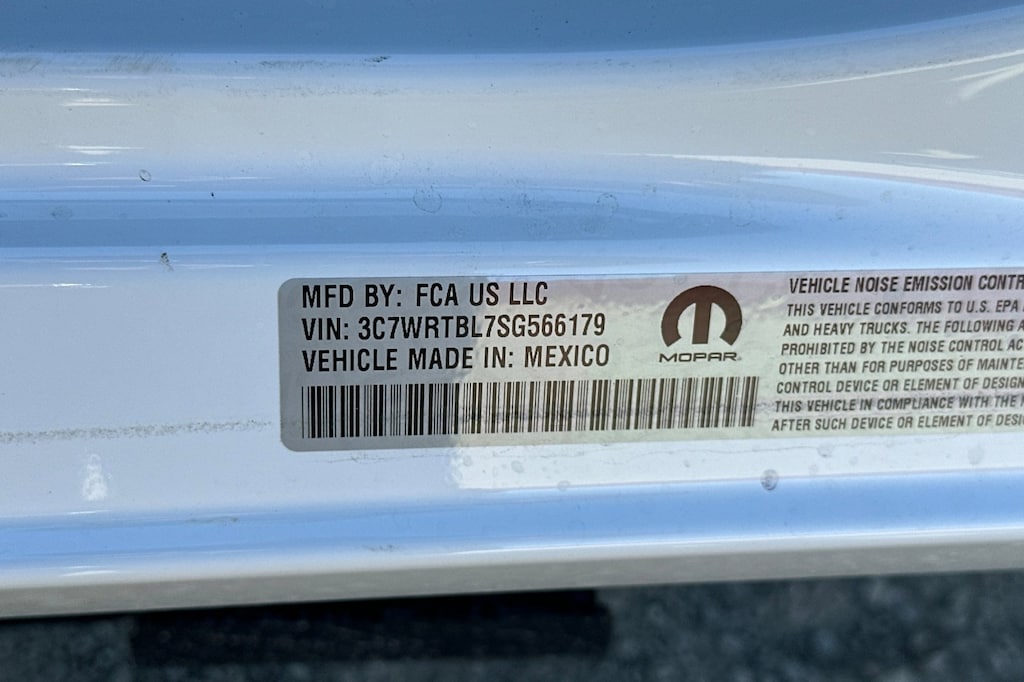 MFD BY: FCA US LLC
VIN: 3C7WRTBL7SG566179
VEHICLE MADE IN: MEXICO
MOPAR
VEHICLE NOISE EMISSION CONTR
THIS VEHICLE CONFORMS TO U.S. EPA
AND HEAVY TRUCKS. THE FOLLOWING A
PROHIBITED BY THE NOISE CONTROL AC
OTHER THAN FOR PURPOSES OF MAINTE
CONTROL DEVICE OR ELEMENT OF DESIGN
THIS VEHICLE IN COMPLIANCE WITH THE
AFTER SUCH DEVICE OR ELEMENT OF DESI